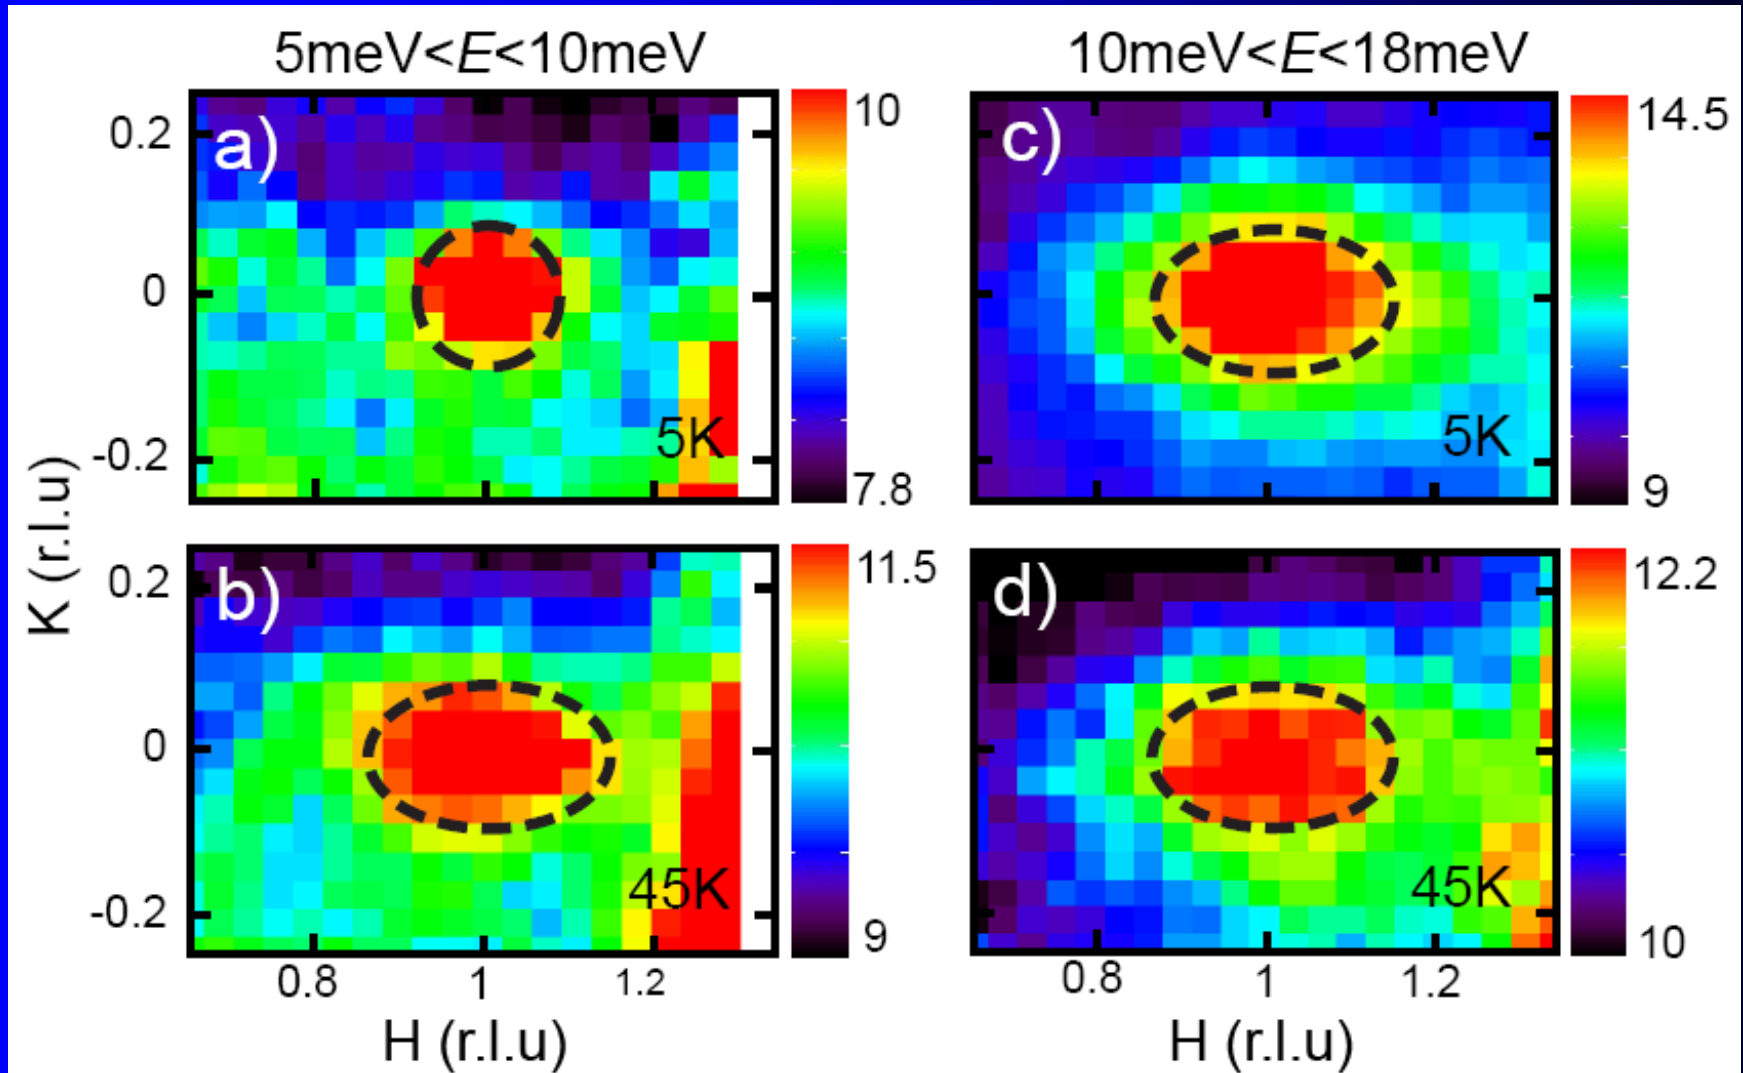 5meV<E<10meV
10meV<E<18meV
a)
0.2
0
-0.2
5K
10
7.8
c)
5K
14.5
9
K (r.l.u)
b)
0.2
0
-0.2
45K
11.5
9
d)
45K
12.2
10
0.8 1 1.2
0.8 1 1.2
H (r.l.u)
H (r.l.u)